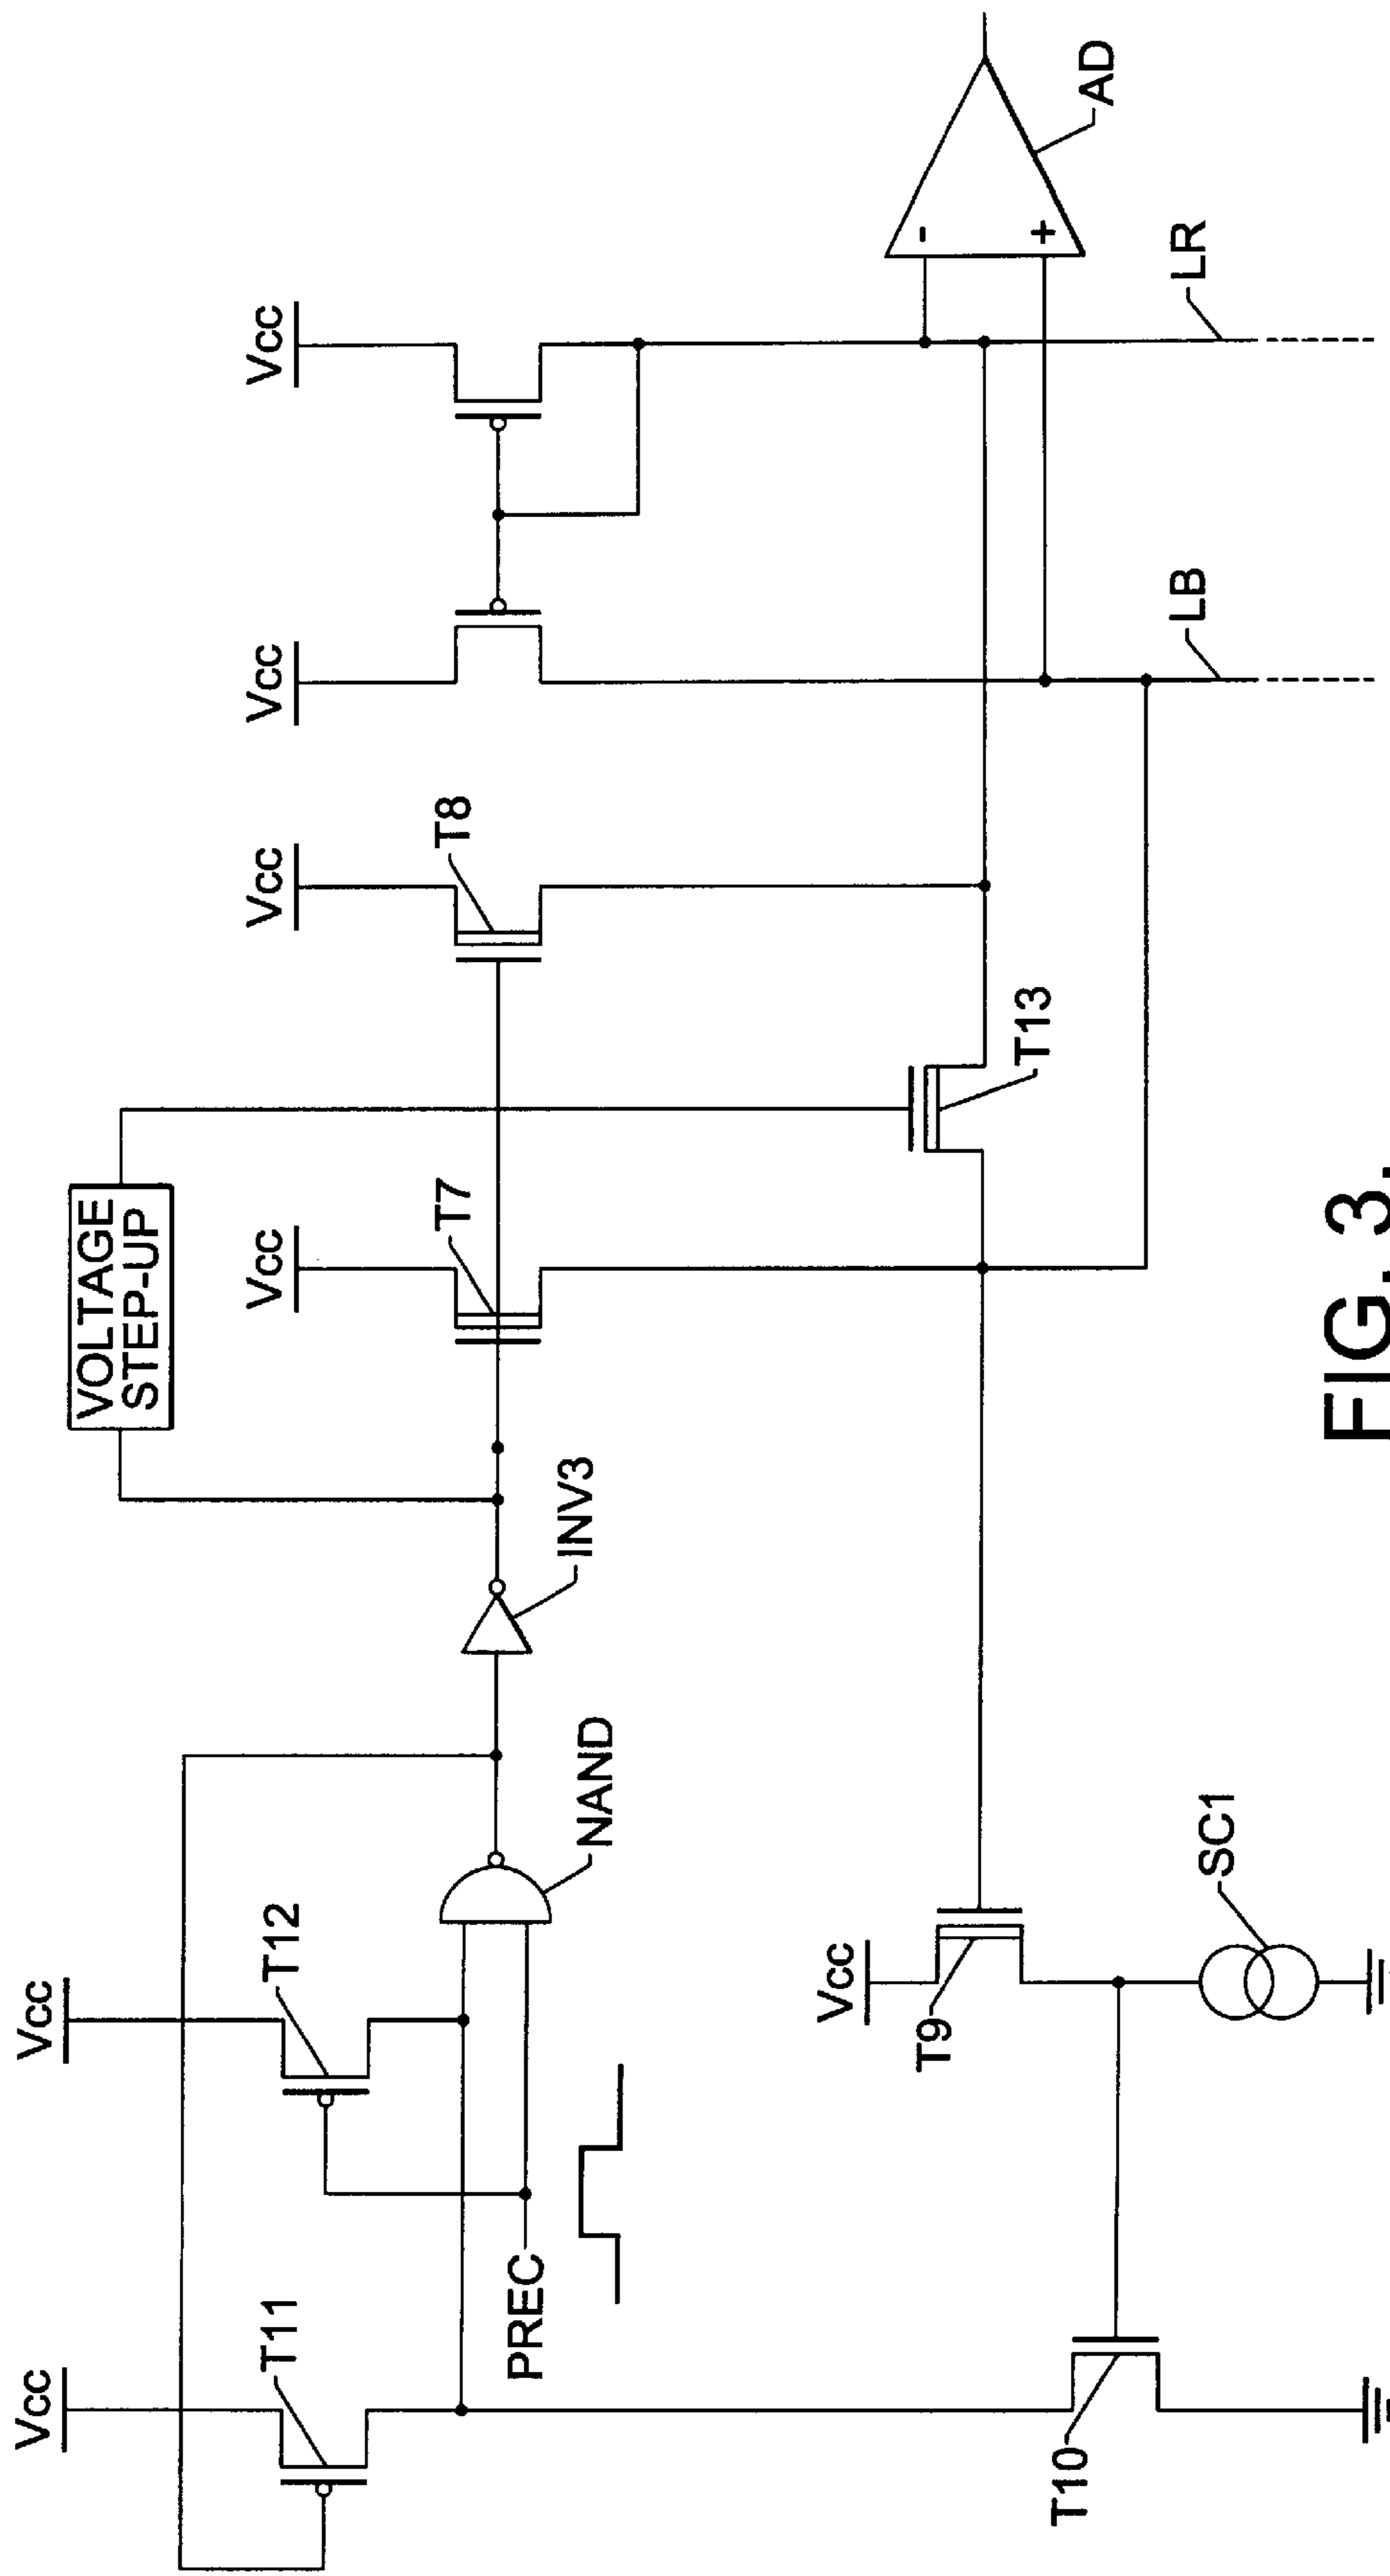 Vcc
Vcc
Vcc
Vcc
Vcc
Vcc
Vcc
VOLTAGE
STEP-UP
T11
T12
PREC
NAND
INV3
T7
T8
T13
T9
T10
SC1
-
+
AD
LB
LR
FIG. 3.